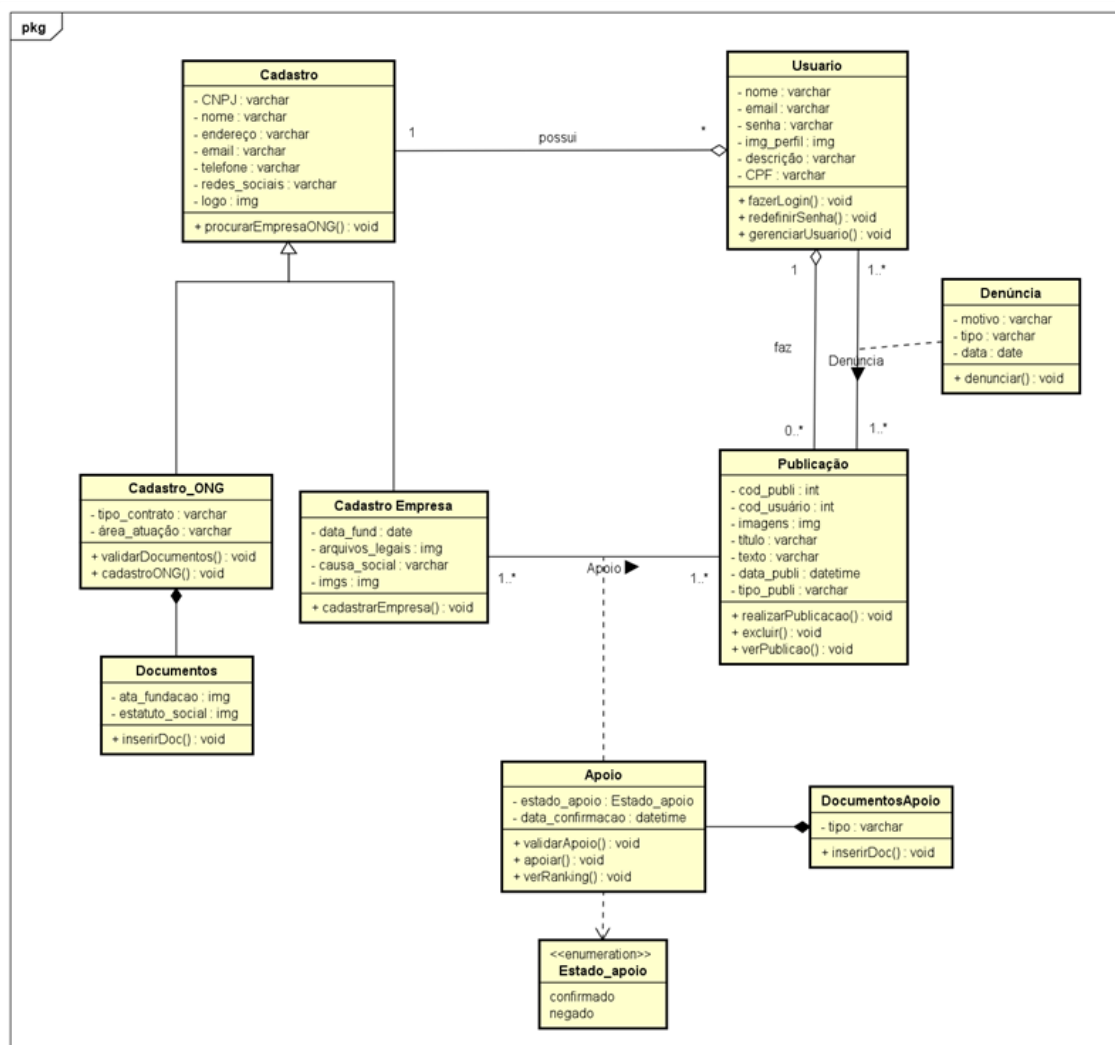 pkg
Cadastro
- CNPJ : varchar
- nome : varchar
- endereço : varchar
- email : varchar
- telefone : varchar
- redes_sociais : varchar
- logo : img
+ procurarEmpresaONG() : void
1
possui
*
Usuario
- nome : varchar
- email : varchar
- senha : varchar
- img_perfil : img
- descrição : varchar
- CPF : varchar
+ fazerLogin() : void
+ redefinirSenha() : void
+ gerenciarUsuario() : void
1
1..*
faz
Denúncia
0..*
1..*
Denúncia
- motivo : varchar
- tipo : varchar
- data : date
+ denunciar() : void
Cadastro_ONG
- tipo_contrato : varchar
- área_atuação : varchar
+ validarDocumentos() : void
+ cadastroONG() : void
Cadastro Empresa
- data_fund : date
- arquivos_legais : img
- causa_social : varchar
- imgs : img
+ cadastrarEmpresa() : void
1..*
Apoio
1..*
Publicação
- cod_publi : int
- cod_usuário : int
- imagens : img
- título : varchar
- texto : varchar
- data_publi : datetime
- tipo_publi : varchar
+ realizarPublicacao() : void
+ excluir() : void
+ verPublicao() : void
Documentos
- ata_fundacao : img
- estatuto_social : img
+ inserirDoc() : void
Apoio
- estado_apoio : Estado_apoio
- data_confirmacao : datetime
+ validarApoio() : void
+ apoiar() : void
+ verRanking() : void
DocumentosApoio
- tipo : varchar
+ inserirDoc() : void
<<enumeration>>
Estado_apoio
confirmado
negado